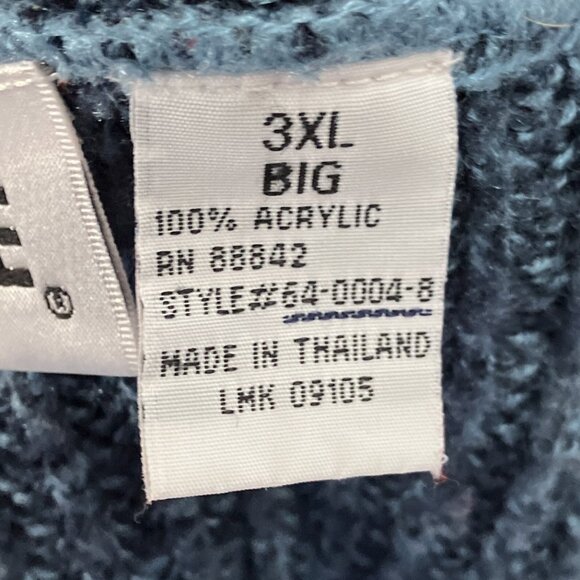 ®
3XL
BIG
100% ACRYLIC
RN 88842
STYLE#64-0004-8
MADE IN THAILAND
LMK 09105